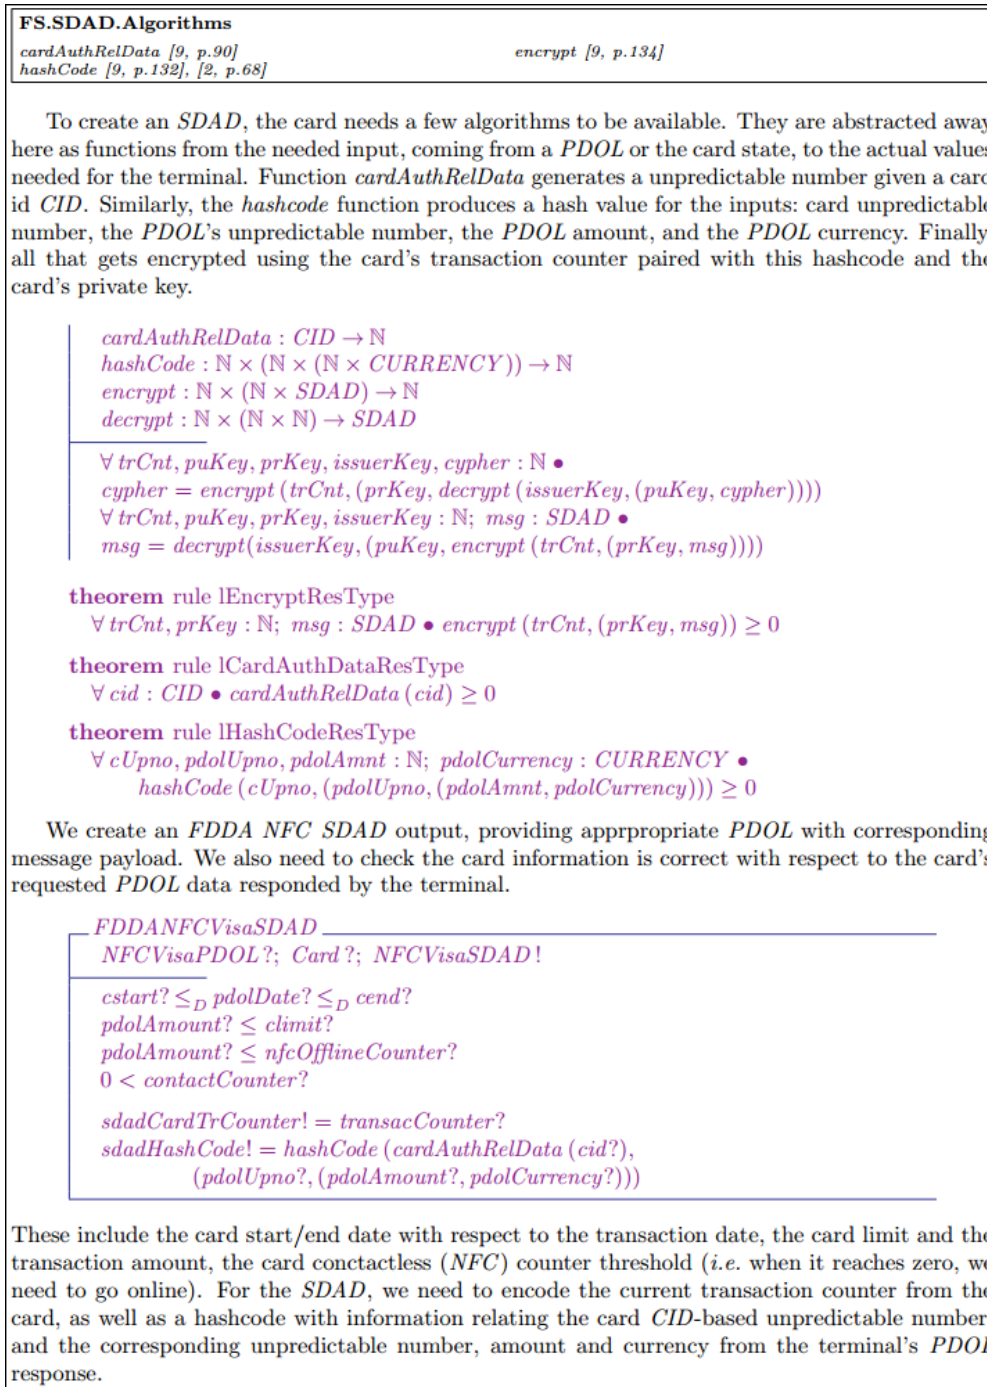 FS.SDAD.Algorithms
cardAuthRelData [9, p.90] encrypt [9, p.134]
hashCode [9, p.132], [2, p.68]
To create an SDAD, the card needs a few algorithms to be available. They are abstracted away
here as functions from the needed input, coming from a PDOL or the card state, to the actual values
needed for the terminal. Function cardAuthRelData generates a unpredictable number given a card
id CID. Similarly, the hashcode function produces a hash value for the inputs: card unpredictable
number, the PDOL's unpredictable number, the PDOL amount, and the PDOL currency. Finally
all that gets encrypted using the card's transaction counter paired with this hashcode and the
card's private key.
cardAuthRelData : CID → ℕ
hashCode : ℕ × (ℕ × (ℕ × CURRENCY)) → ℕ
encrypt : ℕ × (ℕ × SDAD) → ℕ
decrypt : ℕ × (ℕ × ℕ) → SDAD
∀ trCnt, puKey, prKey, issuerKey, cypher : ℕ •
cypher = encrypt (trCnt, (prKey, decrypt (issuerKey, (puKey, cypher))))
∀ trCnt, puKey, prKey, issuerKey : ℕ; msg : SDAD •
msg = decrypt(issuerKey, (puKey, encrypt (trCnt, (prKey, msg))))
theorem rule lEncryptResType
∀ trCnt, prKey : ℕ; msg : SDAD • encrypt (trCnt, (prKey, msg)) ≥ 0
theorem rule lCardAuthDataResType
∀ cid : CID • cardAuthRelData (cid) ≥ 0
theorem rule lHashCodeResType
∀ cUpno, pdolUpno, pdolAmnt : ℕ; pdolCurrency : CURRENCY •
hashCode (cUpno, (pdolUpno, (pdolAmnt, pdolCurrency))) ≥ 0
We create an FDDA NFC SDAD output, providing apprpropriate PDOL with corresponding
message payload. We also need to check the card information is correct with respect to the card's
requested PDOL data responded by the terminal.
FDDANFCVisaSDAD
NFCVisaPDOL?; Card?; NFCVisaSDAD!
cstart? ≤_D pdolDate? ≤_D cend?
pdolAmount? ≤ climit?
pdolAmount? ≤ nfcOfflineCounter?
0 < contactCounter?
sdadCardTrCounter! = transacCounter?
sdadHashCode! = hashCode (cardAuthRelData (cid?),
(pdolUpno?, (pdolAmount?, pdolCurrency?)))
These include the card start/end date with respect to the transaction date, the card limit and the
transaction amount, the card conctactless (NFC) counter threshold (i.e. when it reaches zero, we
need to go online). For the SDAD, we need to encode the current transaction counter from the
card, as well as a hashcode with information relating the card CID-based unpredictable number
and the corresponding unpredictable number, amount and currency from the terminal's PDOL
response.